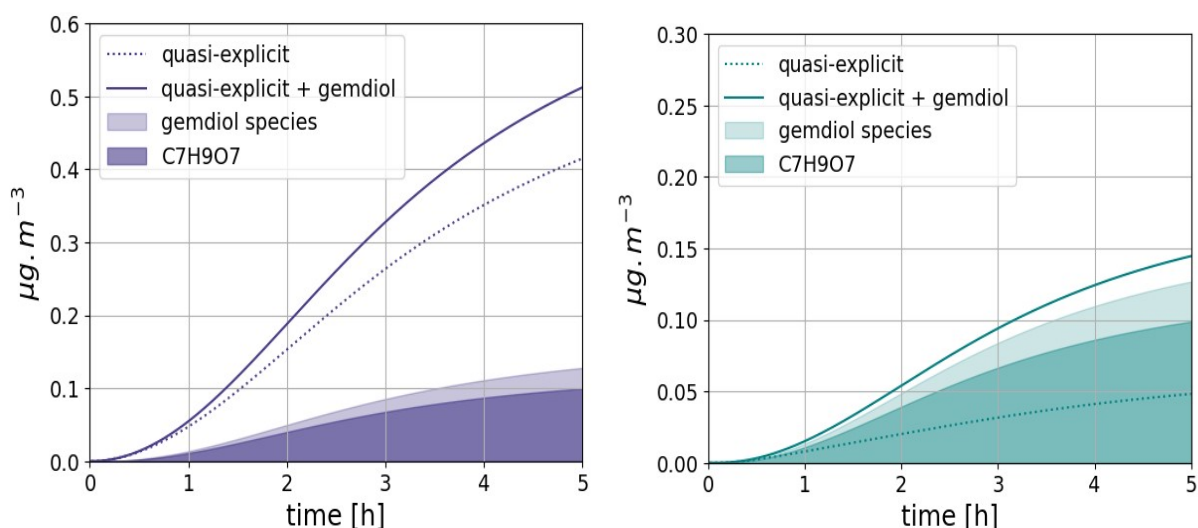 0.6
0.5
0.4
0.3
0.2
0.1
0.0
μg.m⁻³
quasi-explicit
quasi-explicit + gemdiol
gemdiol species
C7H9O7
0
1
2
3
4
5
time [h]
0.30
0.25
0.20
0.15
0.10
0.05
0.00
μg.m⁻³
quasi-explicit
quasi-explicit + gemdiol
gemdiol species
C7H9O7
0
1
2
3
4
5
time [h]